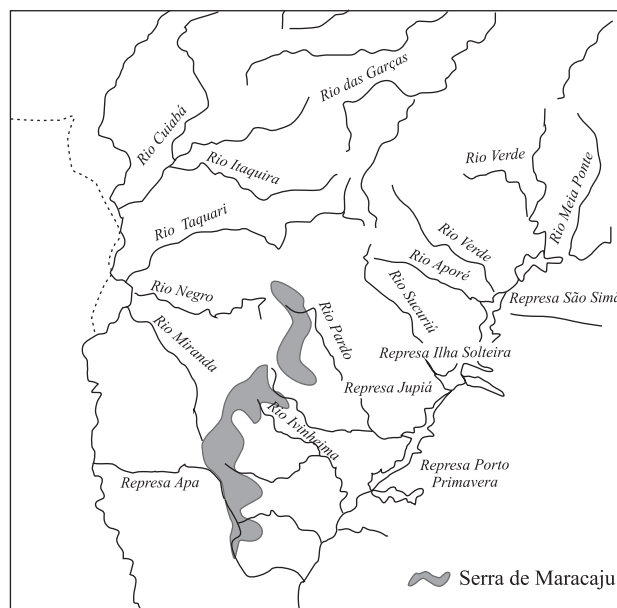 Rio das Garças
Rio Cuiabá
Rio Itaquira
Rio Verde
Rio Meia Ponte
Rio Taquari
Rio Verde
Rio Aporé
Rio Negro
Rio Sucuriú
Represa São Simã
Rio Miranda
Rio Pardo
Represa Ilha Solteira
Represa Jupiá
Rio Ivinheima
Represa Apa
Represa Porto
Primavera
Serra de Maracaju